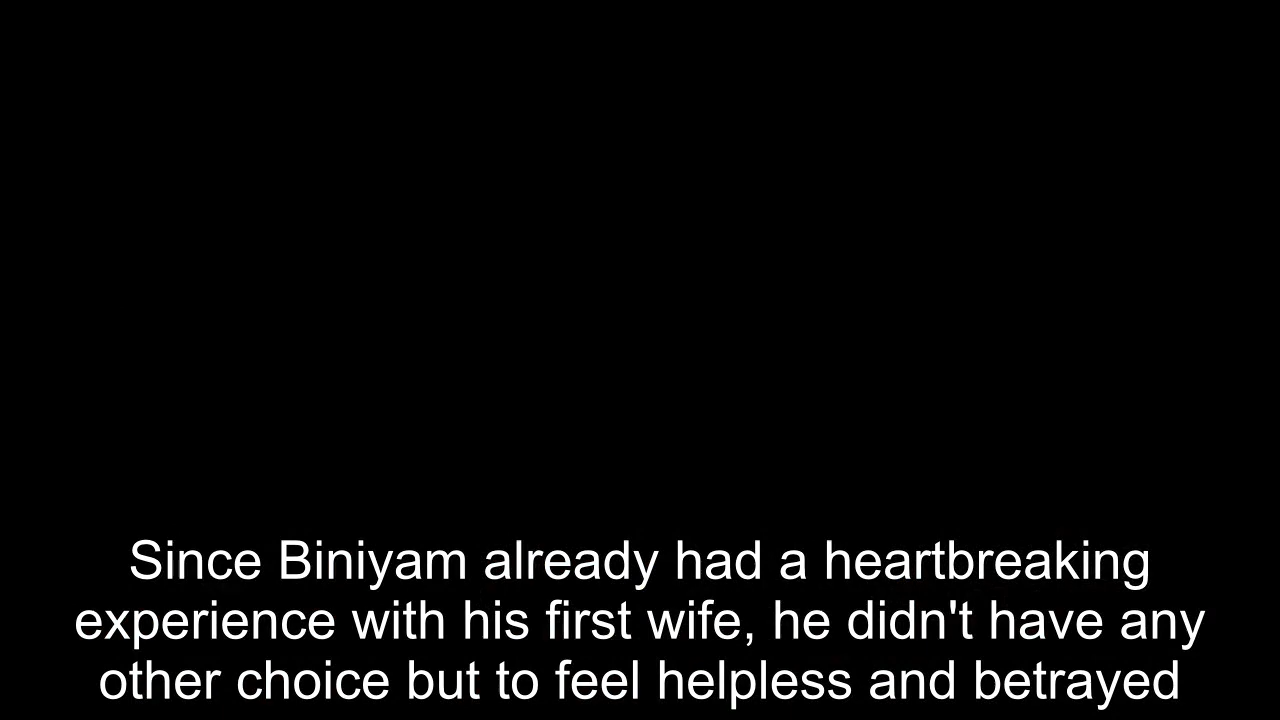 Since Biniyam already had a heartbreaking
experience with his first wife, he didn't have any
other choice but to feel helpless and betrayed